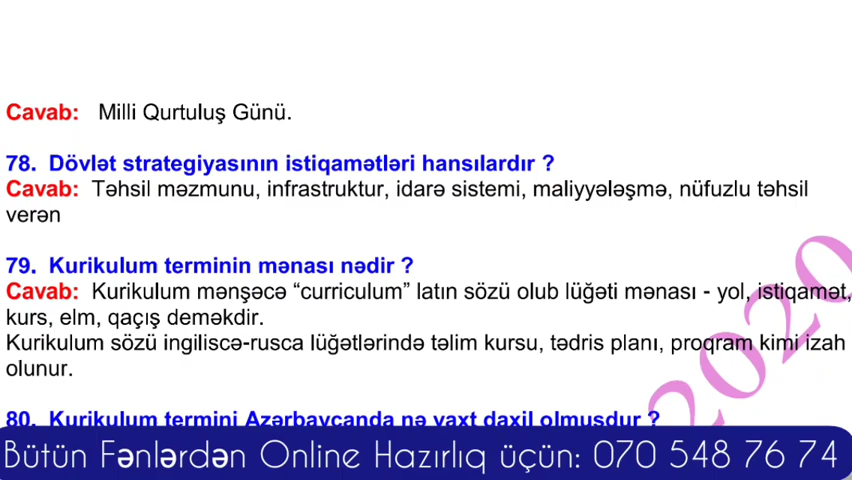 Cavab: Milli Qurtuluş Günü.
78. Dövlət strategiyasının istiqamətləri hansılardır ?
Cavab: Təhsil məzmunu, infrastruktur, idarə sistemi, maliyyələşmə, nüfuzlu təhsil
verən
79. Kurikulum terminin mənası nədir ?
Cavab: Kurikulum mənşəcə “curriculum” latın sözü olub lüğəti mənası - yol, istiqamət,
kurs, elm, qaçış deməkdir.
Kurikulum sözü ingiliscə-rusca lüğətlərində təlim kursu, tədris planı, proqram kimi izah
olunur.
80. Kurikulum termini Azərbaycanda nə vaxt daxil olmuşdur ?
Bütün Fənlərdən Online Hazırlıq üçün: 070 548 76 74
2020